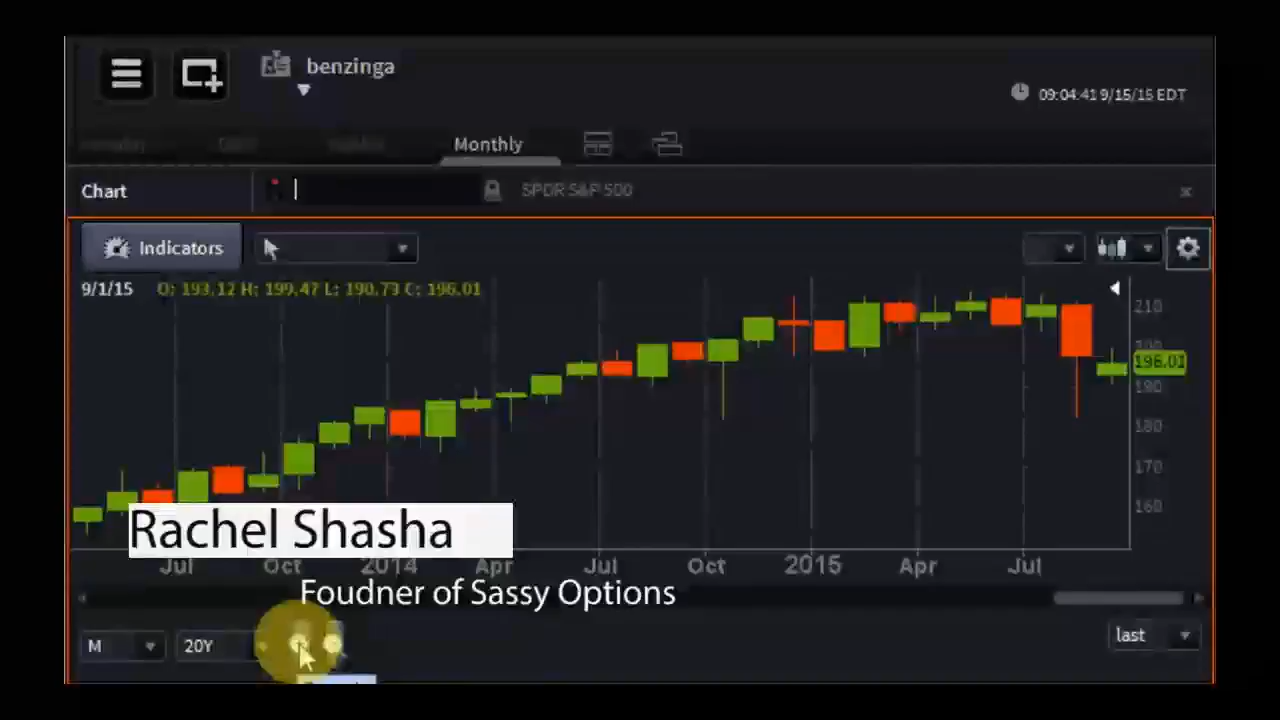 benzinga
09:04:41 9/15/15 EDT
Monthly
Chart
SPDR S&P 500
Indicators
9/1/15 O: 193.12 H: 199.47 L: 190.73 C: 196.01
210
196.01
190
180
170
160
Rachel Shasha
Jul Oct 2014 Apr Jul Oct 2015 Apr Jul
Foudner of Sassy Options
M 20Y
last